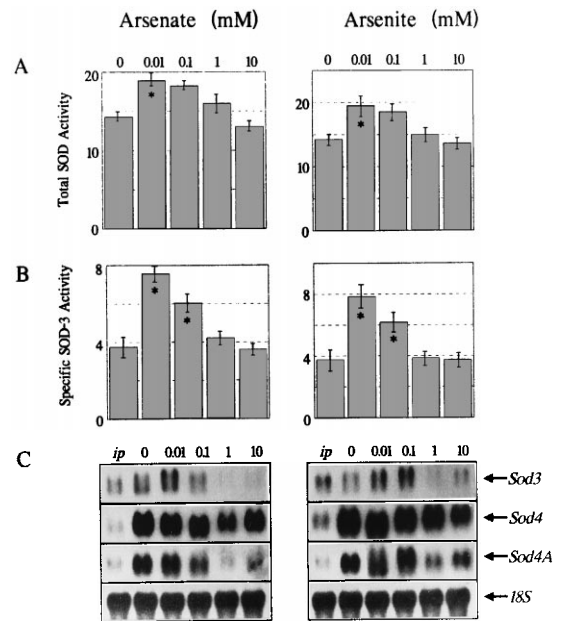 Arsenate (mM) Arsenite (mM)
A
0 0.01 0.1 1 10 0 0.01 0.1 1 10
Total SOD Activity
20
10
0
*
20
10
0
*
B
Specific SOD-3 Activity
8
4
0
* *
8
4
0
* *
C
ip 0 0.01 0.1 1 10 ip 0 0.01 0.1 1 10
Sod3
Sod4
Sod4A
18S